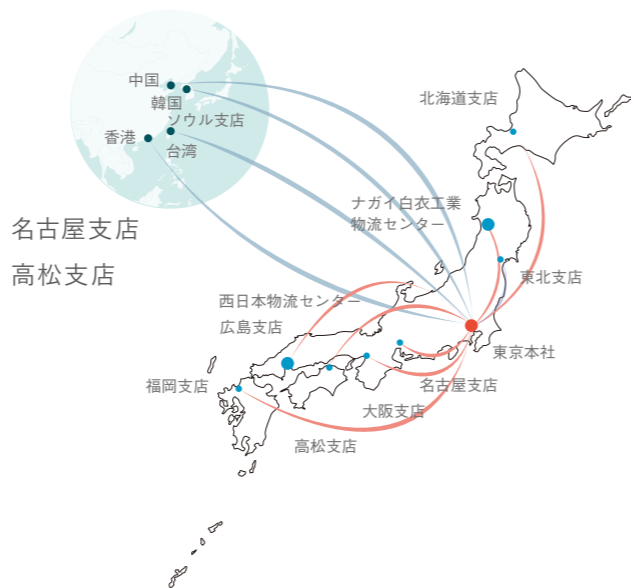 中国
韓国
ソウル支店
香港
台湾
北海道支店
名古屋支店
高松支店
ナガイ白衣工業
物流センター
東北支店
西日本物流センター
広島支店
東京本社
福岡支店
名古屋支店
大阪支店
高松支店